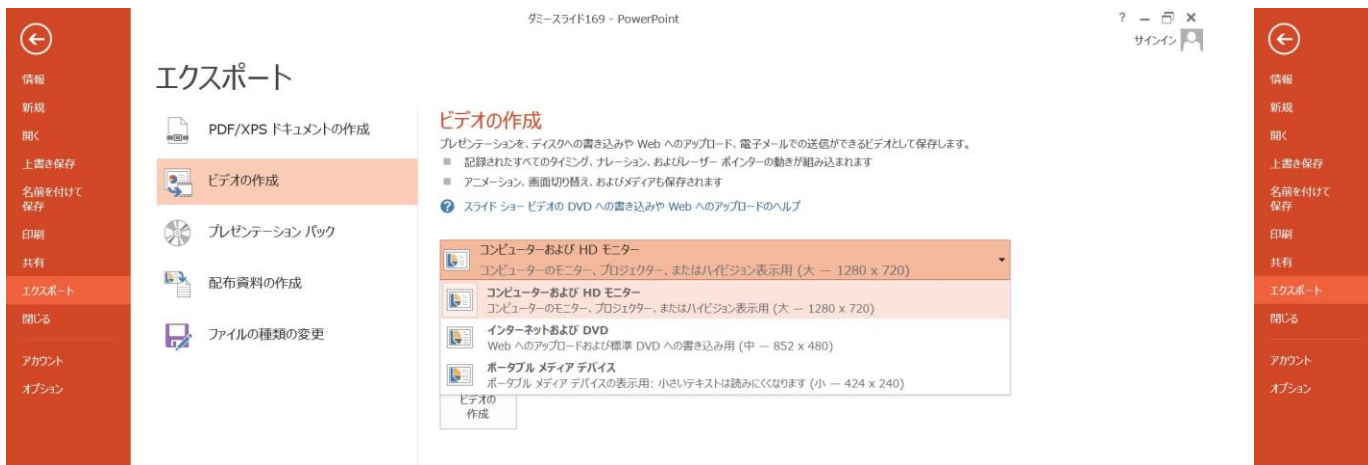 ダミースライド169 - PowerPoint
?
サインイン
情報
新規
開く
上書き保存
名前を付けて
保存
印刷
共有
エクスポート
閉じる
アカウント
オプション
エクスポート
PDF/XPS ドキュメントの作成
ビデオの作成
プレゼンテーション パック
配布資料の作成
ファイルの種類の変更
ビデオの作成
プレゼンテーションを、ディスクへの書き込みや Web へのアップロード、電子メールでの送信ができるビデオとして保存します。
記録されたすべてのタイミング、ナレーション、およびレーザー ポインターの動きが組み込まれます
アニメーション、画面切り替え、およびメディアも保存されます
スライド ショー ビデオの DVD への書き込みや Web へのアップロードのヘルプ
コンピューターおよび HD モニター
コンピューターのモニター、プロジェクター、またはハイビジョン表示用 (大 — 1280 x 720)
コンピューターおよび HD モニター
コンピューターのモニター、プロジェクター、またはハイビジョン表示用 (大 — 1280 x 720)
インターネットおよび DVD
Web へのアップロードおよび標準 DVD への書き込み用 (中 — 852 x 480)
ポータブル メディア デバイス
ポータブル メディア デバイスの表示用: 小さいテキストは読みにくくなります (小 — 424 x 240)
ビデオの
作成
情報
新規
開く
上書き保存
名前を付けて
保存
印刷
共有
エクスポート
閉じる
アカウント
オプション